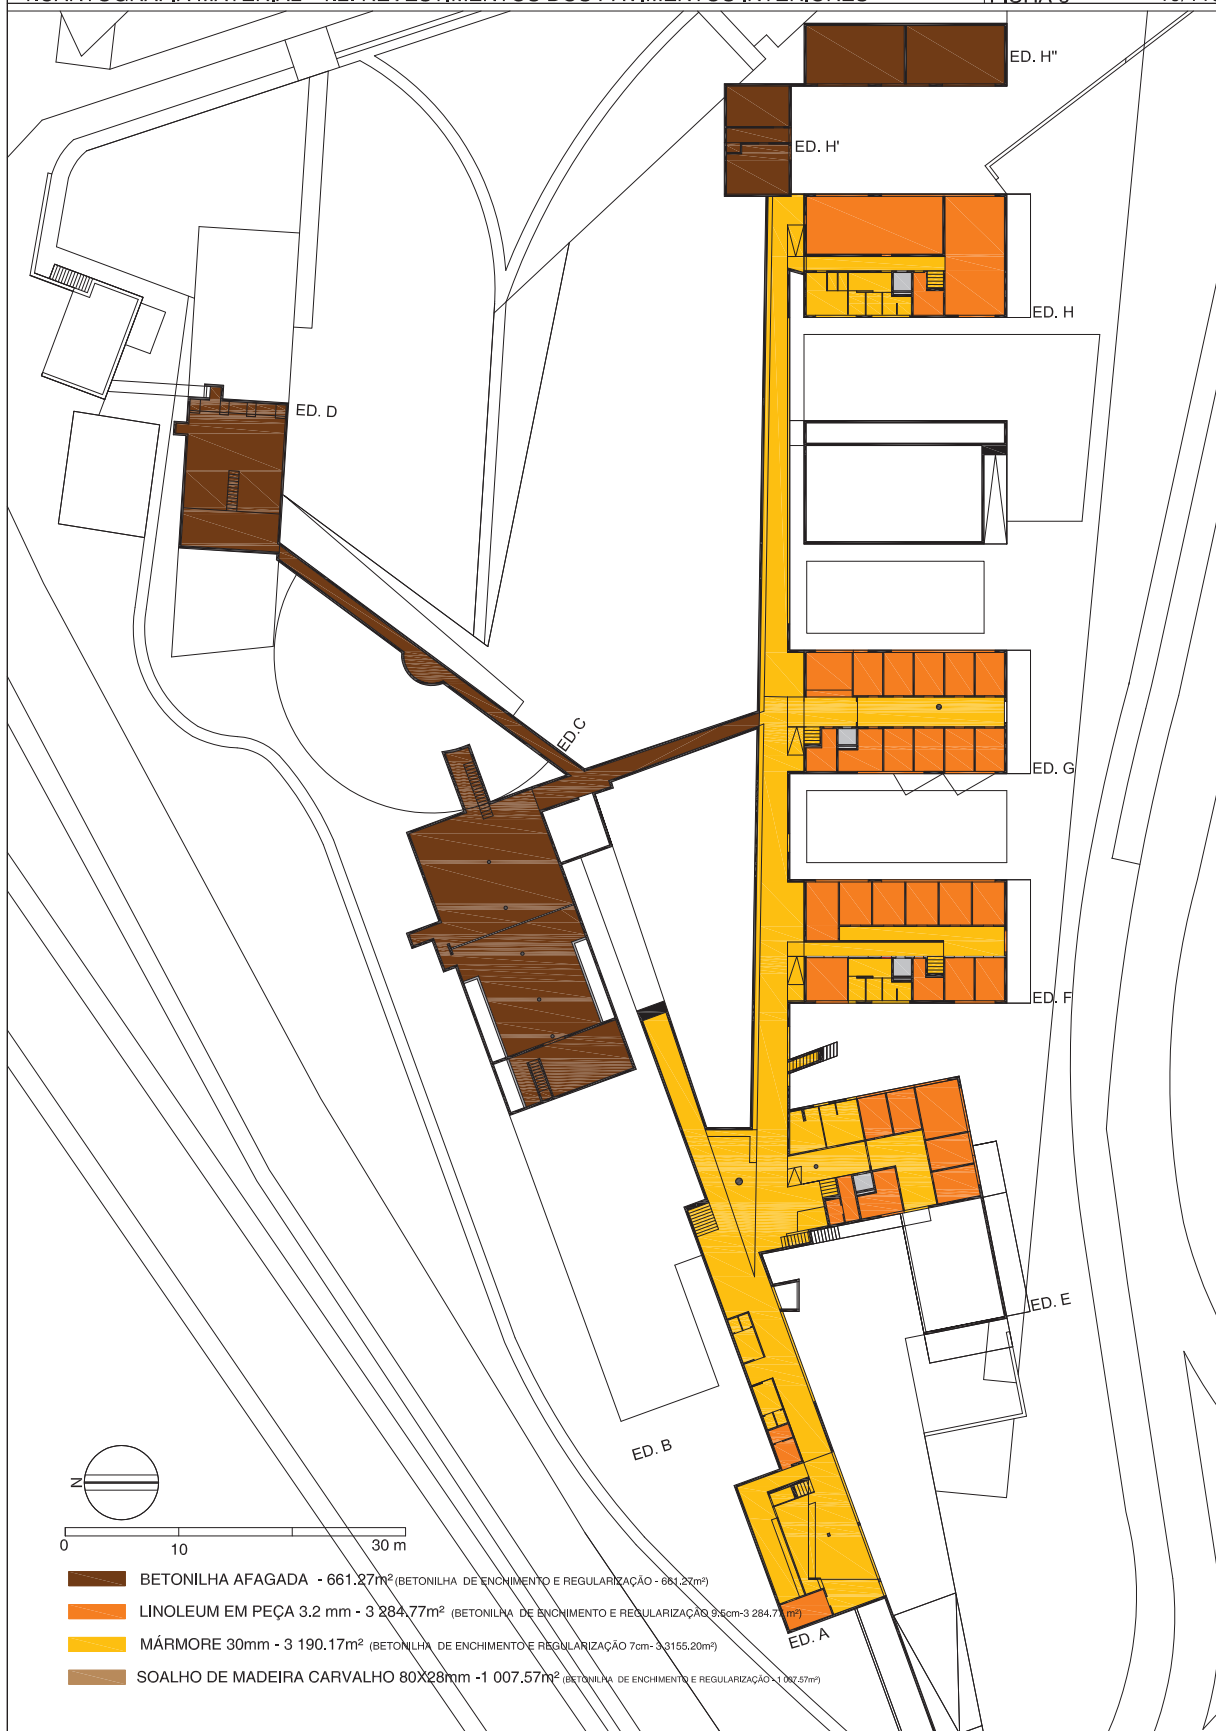 ED. H"
ED. H'
ED. H
ED. D
ED.C
ED. G
ED. F
ED. E
ED. B
N
0 10 30 m
ED. A
BETONILHA AFAGADA - 661.27m² (BETONILHA DE ENCHIMENTO E REGULARIZAÇÃO - 661.27m²)
LINOLEUM EM PEÇA 3.2 mm - 3 284.77m² (BETONILHA DE ENCHIMENTO E REGULARIZAÇÃO 9.5cm-3 284.77 m²)
MÁRMORE 30mm - 3 190.17m² (BETONILHA DE ENCHIMENTO E REGULARIZAÇÃO 7cm- 3.3155.20m²)
SOALHO DE MADEIRA CARVALHO 80X28mm -1 007.57m² (BETONILHA DE ENCHIMENTO E REGULARIZAÇÃO - 1 007.57m²)